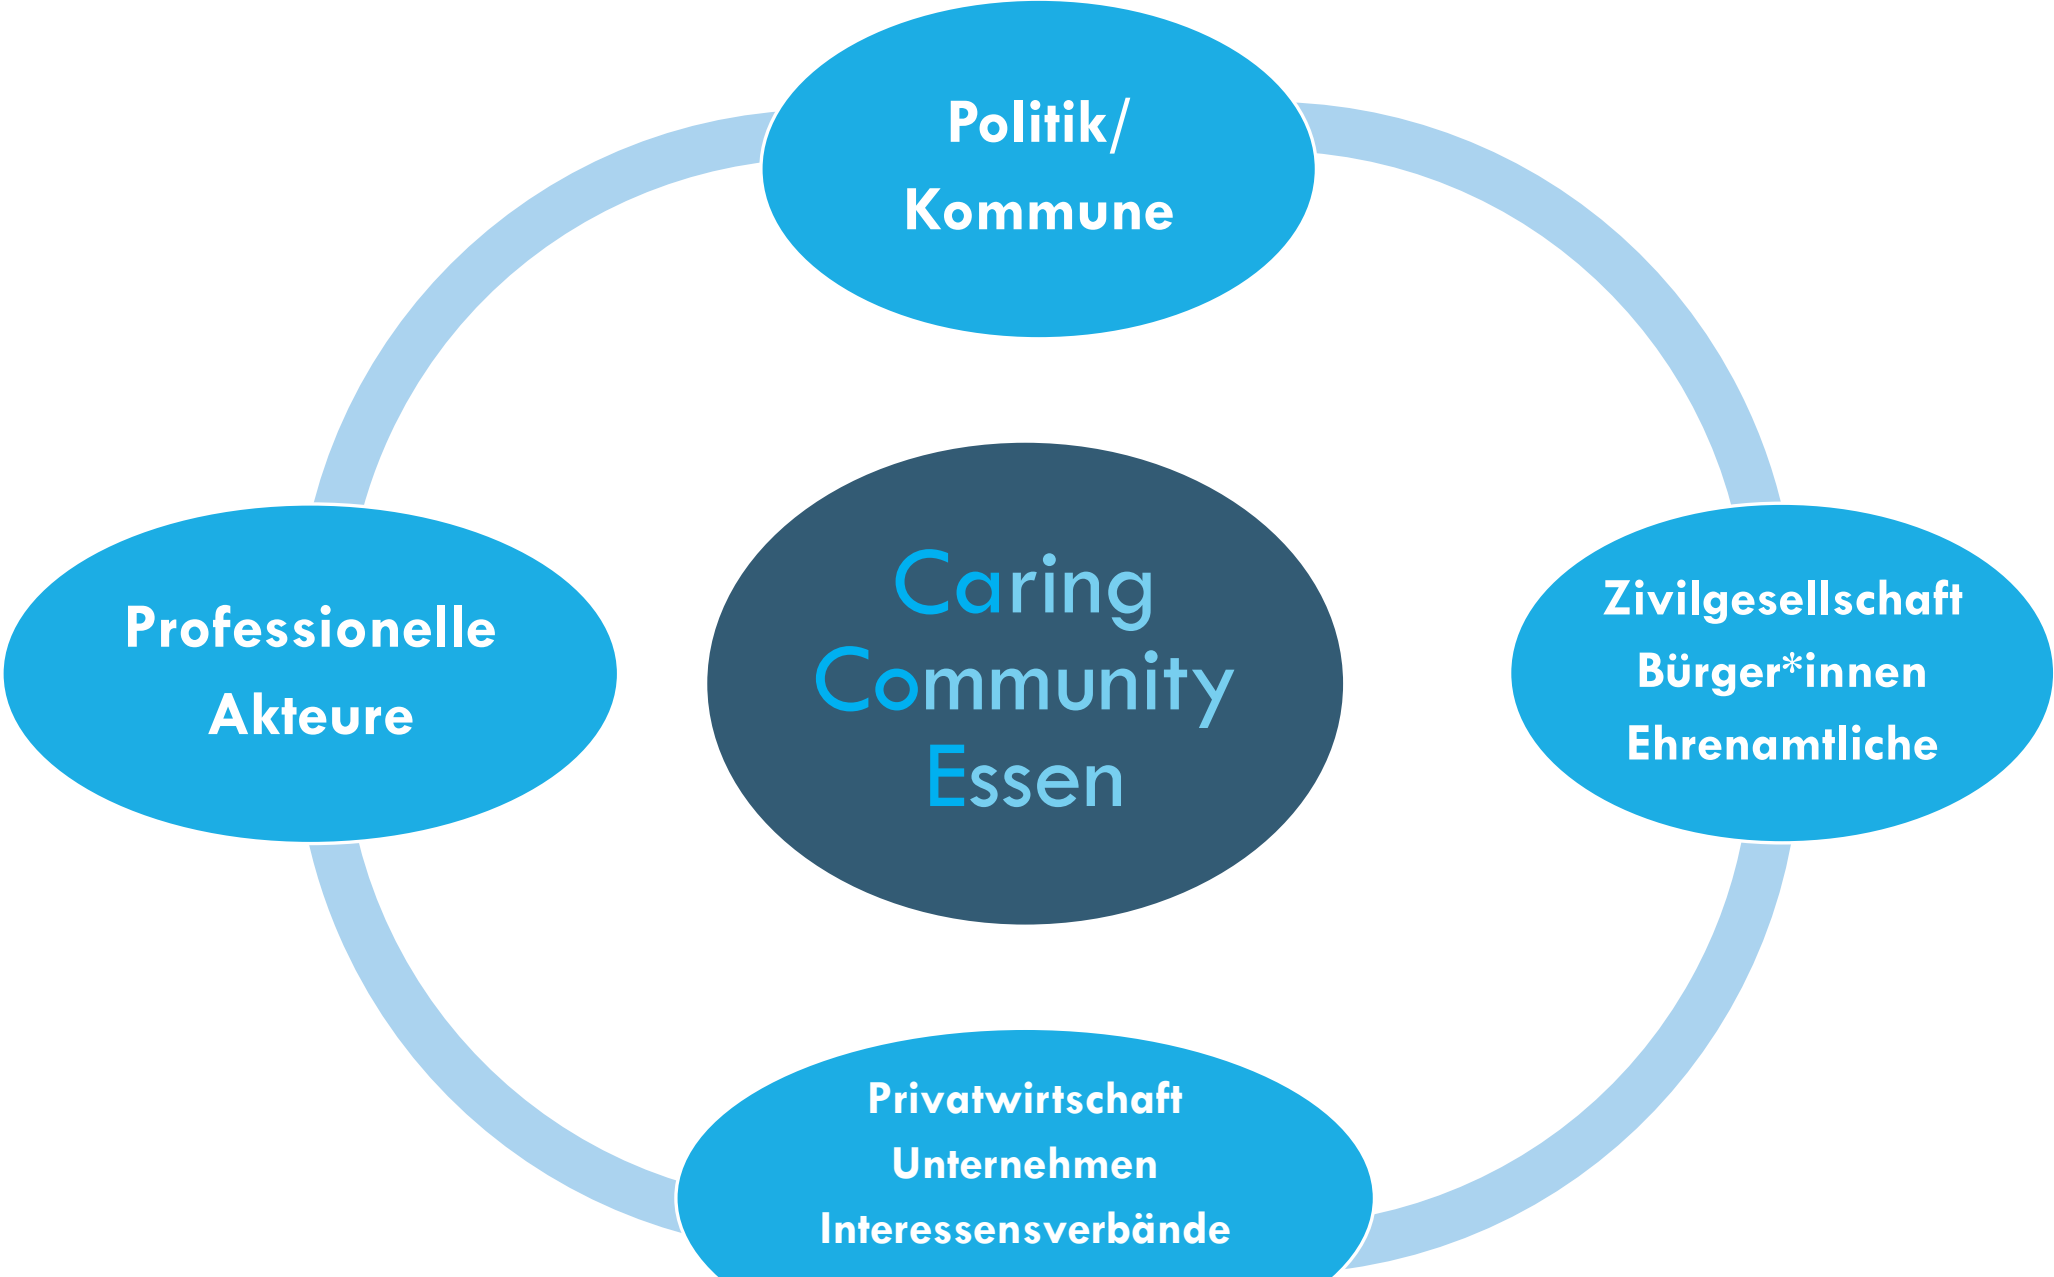 Politik/
Kommune
Professionelle
Akteure
Caring
Community
Essen
Zivilgesellschaft
Bürger*innen
Ehrenamtliche
Privatwirtschaft
Unternehmen
Interessensverbände